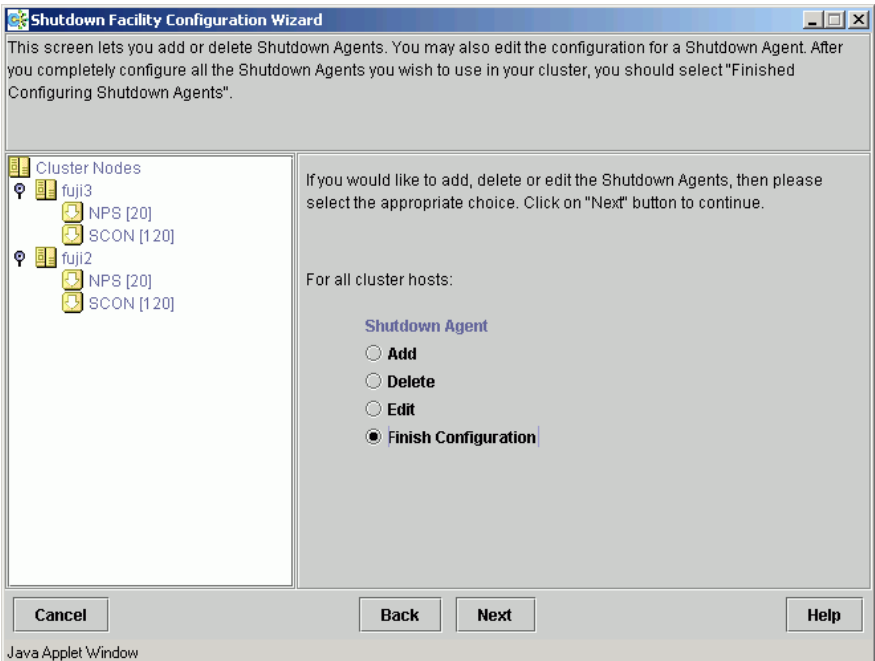 Shutdown Facility Configuration Wizard
This screen lets you add or delete Shutdown Agents. You may also edit the configuration for a Shutdown Agent. After
you completely configure all the Shutdown Agents you wish to use in your cluster, you should select "Finished
Configuring Shutdown Agents".
Cluster Nodes
fuji3
NPS [20]
SCON [120]
fuji2
NPS [20]
SCON [120]
If you would like to add, delete or edit the Shutdown Agents, then please
select the appropriate choice. Click on "Next" button to continue.
For all cluster hosts:
Shutdown Agent
Add
Delete
Edit
Finish Configuration
Cancel
Back
Next
Help
Java Applet Window